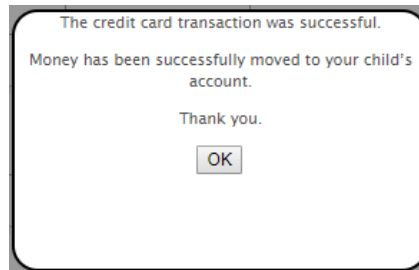 The credit card transaction was successful.
Money has been successfully moved to your child's
account.
Thank you.
OK